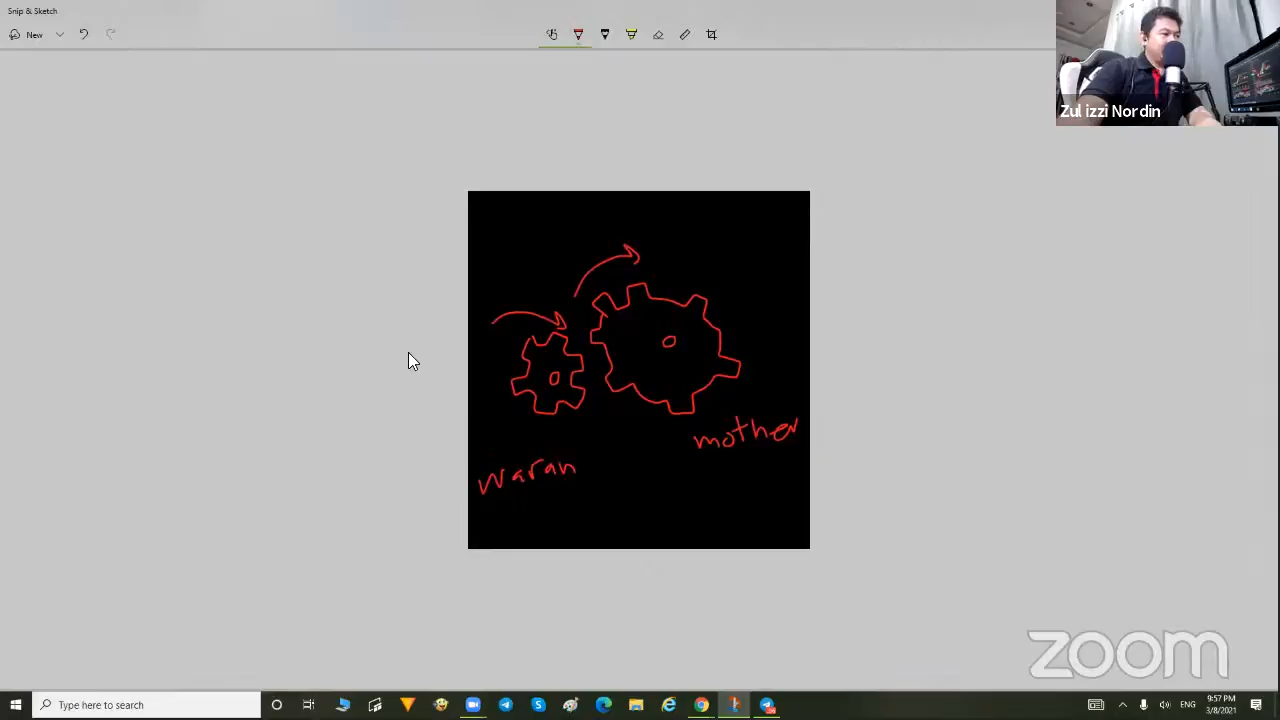 Snip & Sketch
New
Zul izzi Nordin
mother
waran
zoom
Type here to search
ENG
9:57 PM
3/8/2021